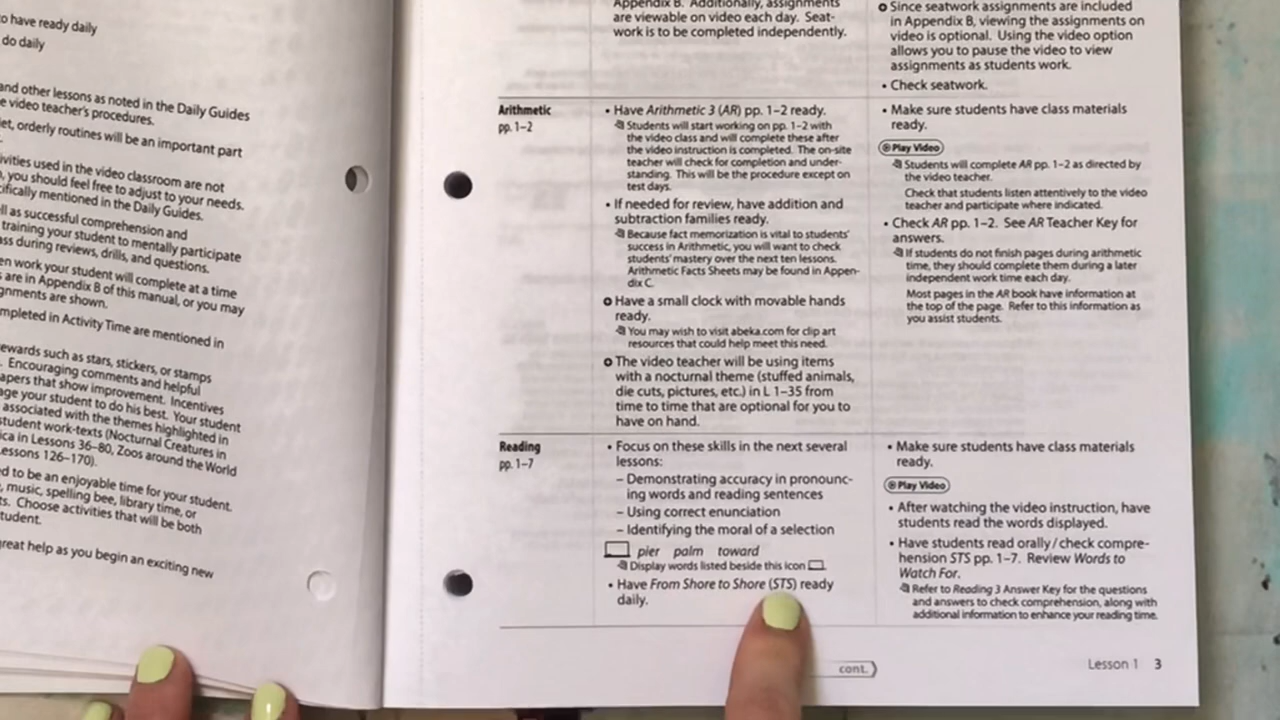 to have ready daily
do daily
and other lessons as noted in the Daily Guides
e video teacher's procedures.
et, orderly routines will be an important part
ivities used in the video classroom are not
, you should feel free to adjust to your needs.
cifically mentioned in the Daily Guides.
ll as successful comprehension and
training your student to mentally participate
ass during reviews, drills, and questions.
en work your student will complete at a time
are in Appendix B of this manual, or you may
gnments are shown.
mpleted in Activity Time are mentioned in
ewards such as stars, stickers, or stamps
. Encouraging comments and helpful
apers that show improvement. Incentives
age your student to do his best. Your student
associated with the themes highlighted in
student work-texts (Nocturnal Creatures in
ica in Lessons 36–80, Zoos around the World
Lessons 126–170).
ed to be an enjoyable time for your student.
, music, spelling bee, library time, or
ts. Choose activities that will be both
tudent.
great help as you begin an exciting new
Appendix B. Additionally, assignments
are viewable on video each day. Seat-
work is to be completed independently.
Since seatwork assignments are included
in Appendix B, viewing the assignments on
video is optional. Using the video option
allows you to pause the video to view
assignments as students work.
• Check seatwork.
Arithmetic
pp. 1–2
• Have Arithmetic 3 (AR) pp. 1–2 ready.
Students will start working on pp. 1–2 with
the video class and will complete these after
the video instruction is completed. The on-site
teacher will check for completion and under-
standing. This will be the procedure except on
test days.
• If needed for review, have addition and
subtraction families ready.
Because fact memorization is vital to students'
success in Arithmetic, you will want to check
students' mastery over the next ten lessons.
Arithmetic Facts Sheets may be found in Appen-
dix C.
Have a small clock with movable hands
ready.
You may wish to visit abeka.com for clip art
resources that could help meet this need.
The video teacher will be using items
with a nocturnal theme (stuffed animals,
die cuts, pictures, etc.) in L 1–35 from
time to time that are optional for you to
have on hand.
• Make sure students have class materials
ready.
Play Video
Students will complete AR pp. 1–2 as directed by
the video teacher.
Check that students listen attentively to the video
teacher and participate where indicated.
• Check AR pp. 1–2. See AR Teacher Key for
answers.
If students do not finish pages during arithmetic
time, they should complete them during a later
independent work time each day.
Most pages in the AR book have information at
the top of the page. Refer to this information as
you assist students.
Reading
pp. 1–7
• Focus on these skills in the next several
lessons:
– Demonstrating accuracy in pronounc-
ing words and reading sentences
– Using correct enunciation
– Identifying the moral of a selection
pier palm toward
Display words listed beside this icon
• Have From Shore to Shore (STS) ready
daily.
• Make sure students have class materials
ready.
Play Video
• After watching the video instruction, have
students read the words displayed.
• Have students read orally/check compre-
hension STS pp. 1–7. Review Words to
Watch For.
Refer to Reading 3 Answer Key for the questions
and answers to check comprehension, along with
additional information to enhance your reading time.
cont.
Lesson 1 3